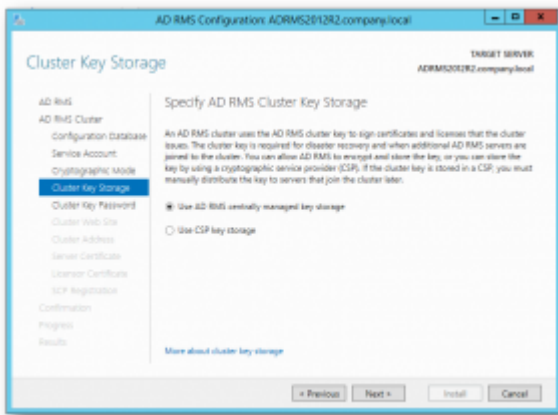 AD RMS Configuration: ADRMS2012R2.company.local
Cluster Key Storage
TARGET SERVER
ADRMS2012R2.company.local
AD RMS
AD RMS Cluster
Configuration Database
Service Account
Cryptographic Mode
Cluster Key Storage
Cluster Key Password
Cluster Web Site
Cluster Address
Server Certificate
Licensor Certificate
SCP Registration
Confirmation
Progress
Results
Specify AD RMS Cluster Key Storage
An AD RMS cluster uses the AD RMS cluster key to sign certificates and licenses that the cluster
issues. The cluster key is required for disaster recovery and when additional AD RMS servers are
joined to the cluster. You can allow AD RMS to encrypt and store the key, or you can store the
key by using a cryptographic service provider (CSP). If the cluster key is stored in a CSP, you must
manually distribute the key to servers that join the cluster later.
Use AD RMS centrally managed key storage
Use CSP key storage
More about cluster key storage
< Previous
Next >
Install
Cancel